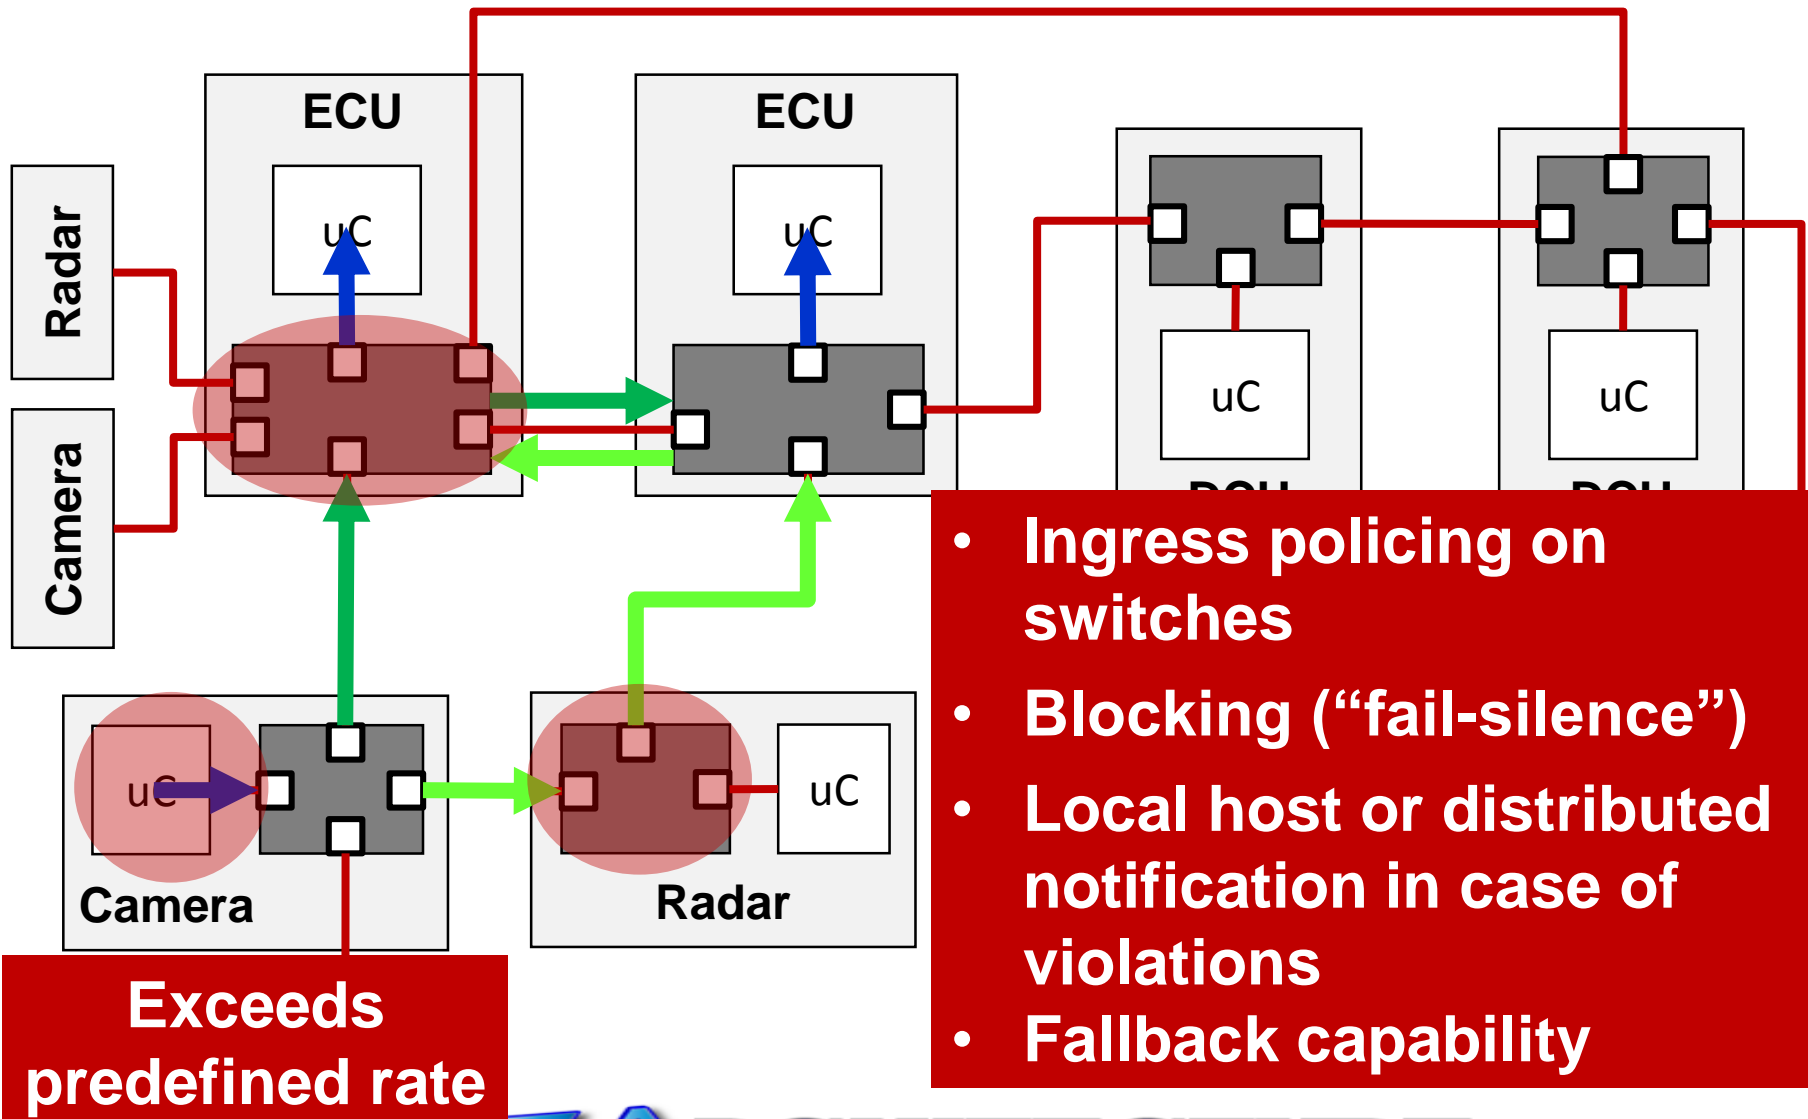 ECU
ECU
Radar
uC
uC
Camera
uC
uC
uC
Camera
uC
Radar
• Ingress policing on
switches
• Blocking (“fail-silence”)
• Local host or distributed
notification in case of
violations
• Fallback capability
Exceeds
predefined rate